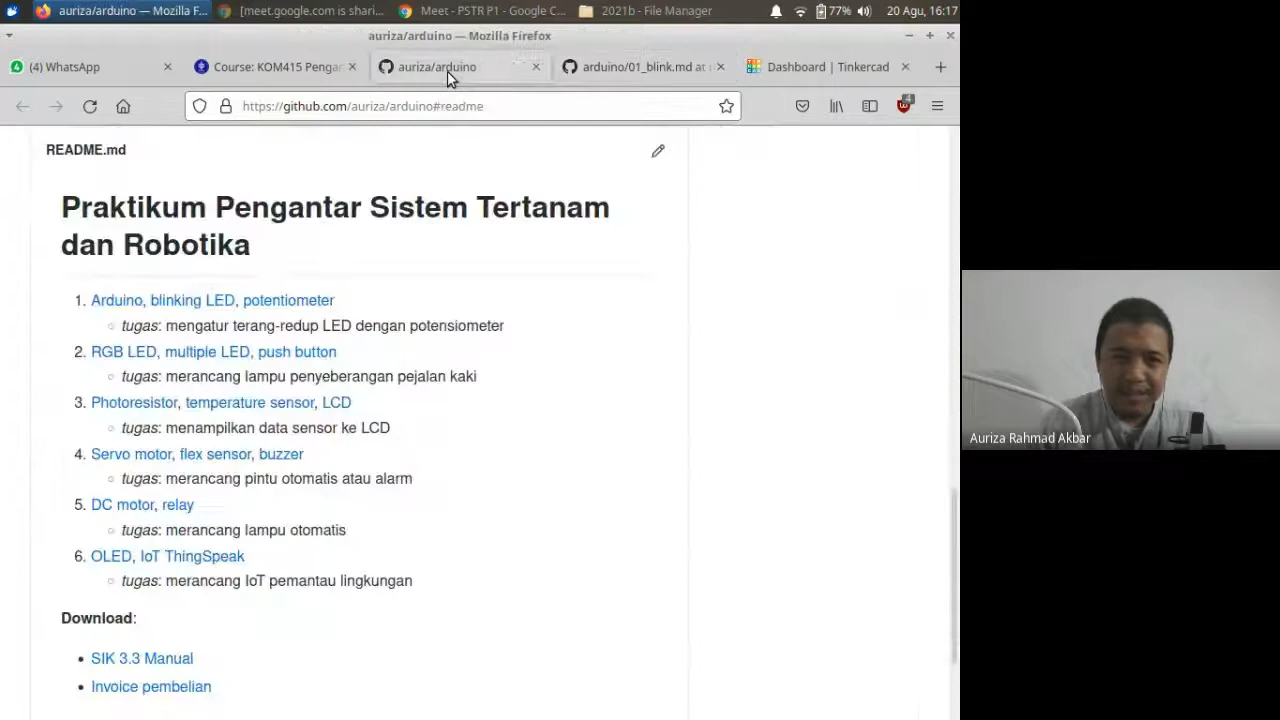 auriza/arduino — Mozilla F...
[meet.google.com is shari...
Meet - PSTR P1 - Google C...
2021b - File Manager
77%
20 Agu, 16:17
auriza/arduino — Mozilla Firefox
(4) WhatsApp
Course: KOM415 Pengan
auriza/arduino
arduino/01_blink.md at
Dashboard | Tinkercad
https://github.com/auriza/arduino#readme
4
README.md
Praktikum Pengantar Sistem Tertanam
dan Robotika
1. Arduino, blinking LED, potentiometer
tugas: mengatur terang-redup LED dengan potensiometer
2. RGB LED, multiple LED, push button
tugas: merancang lampu penyeberangan pejalan kaki
3. Photoresistor, temperature sensor, LCD
tugas: menampilkan data sensor ke LCD
4. Servo motor, flex sensor, buzzer
tugas: merancang pintu otomatis atau alarm
5. DC motor, relay
tugas: merancang lampu otomatis
6. OLED, IoT ThingSpeak
tugas: merancang IoT pemantau lingkungan
Download:
• SIK 3.3 Manual
• Invoice pembelian
Auriza Rahmad Akbar